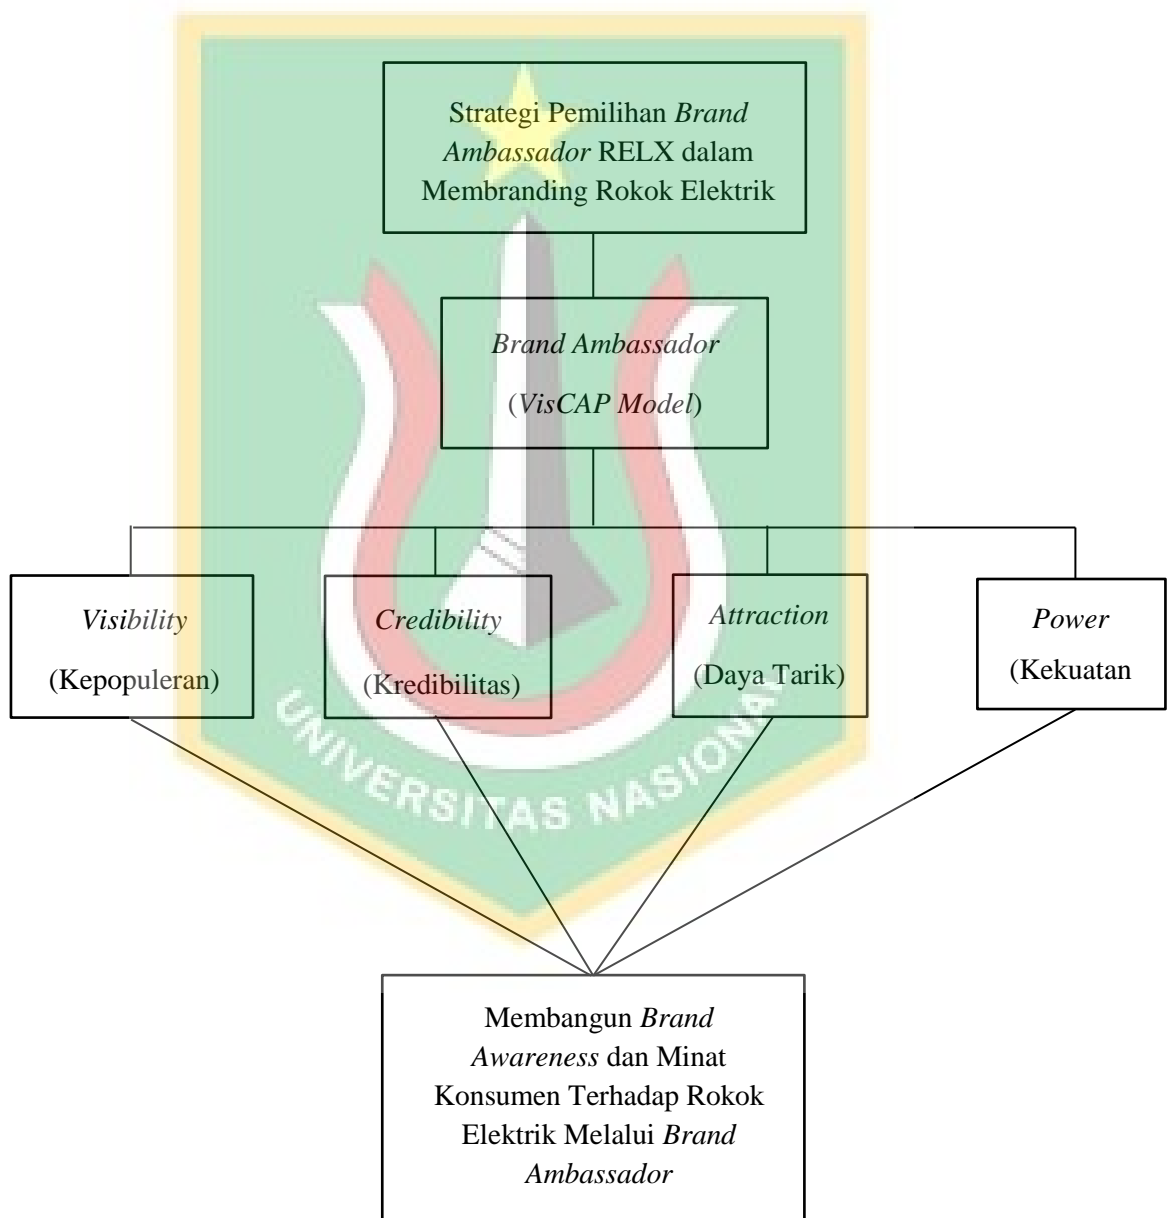 Strategi Pemilihan Brand
Ambassador RELX dalam
Membranding Rokok Elektrik
Brand Ambassador
(VisCAP Model)
Visibility
(Kepopuleran)
Credibility
(Kredibilitas)
Attraction
(Daya Tarik)
Power
(Kekuatan
UNIVERSITAS NASIONAL
Membangun Brand
Awareness dan Minat
Konsumen Terhadap Rokok
Elektrik Melalui Brand
Ambassador